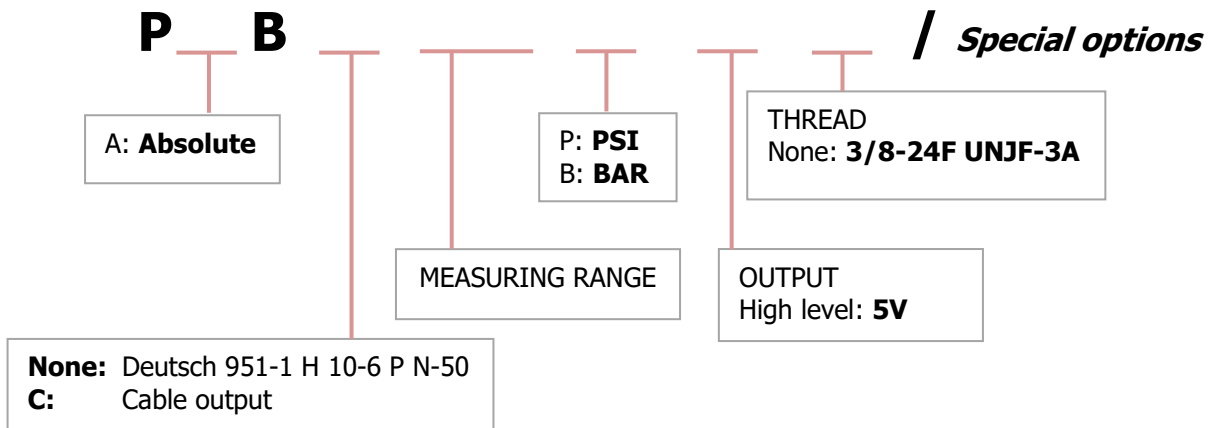 P B / Special options
A: Absolute
P: PSI
B: BAR
THREAD
None: 3/8-24F UNJF-3A
MEASURING RANGE
OUTPUT
High level: 5V
None: Deutsch 951-1 H 10-6 P N-50
C: Cable output